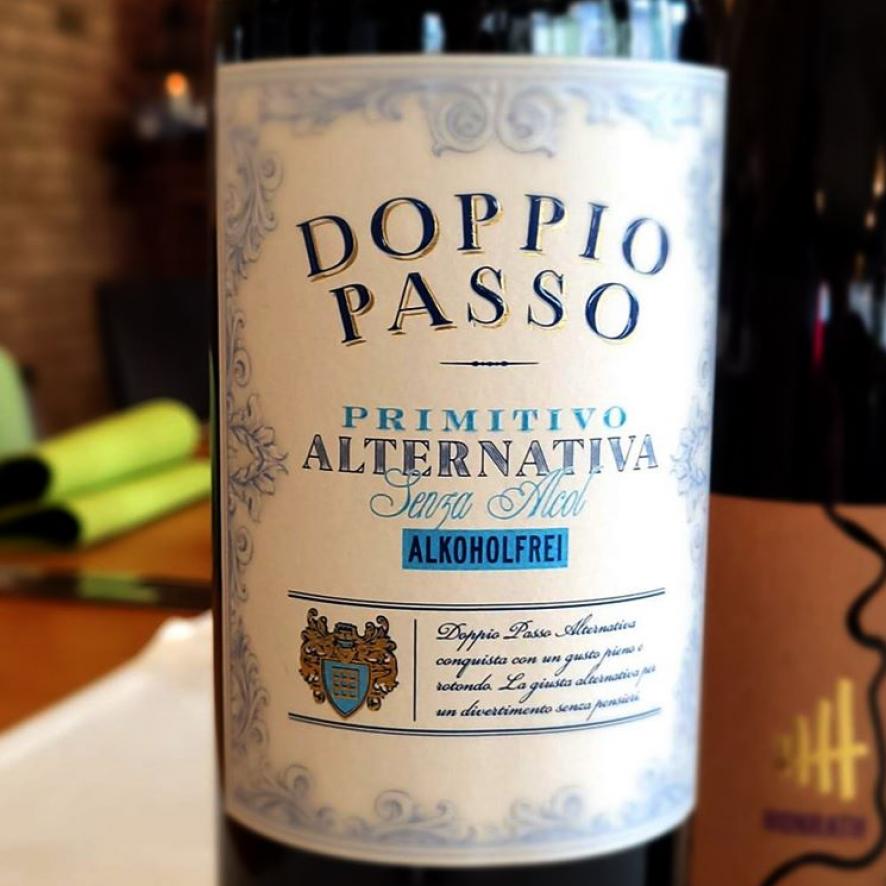 DOPPIO
PASSO
PRIMITIVO
ALTERNATIVA
Senza Alcol
ALKOHOLFREI
Doppio Passo Alternativa
conquista con un gusto pieno e
rotondo. La giusta alternativa per
un divertimento senza pensieri.